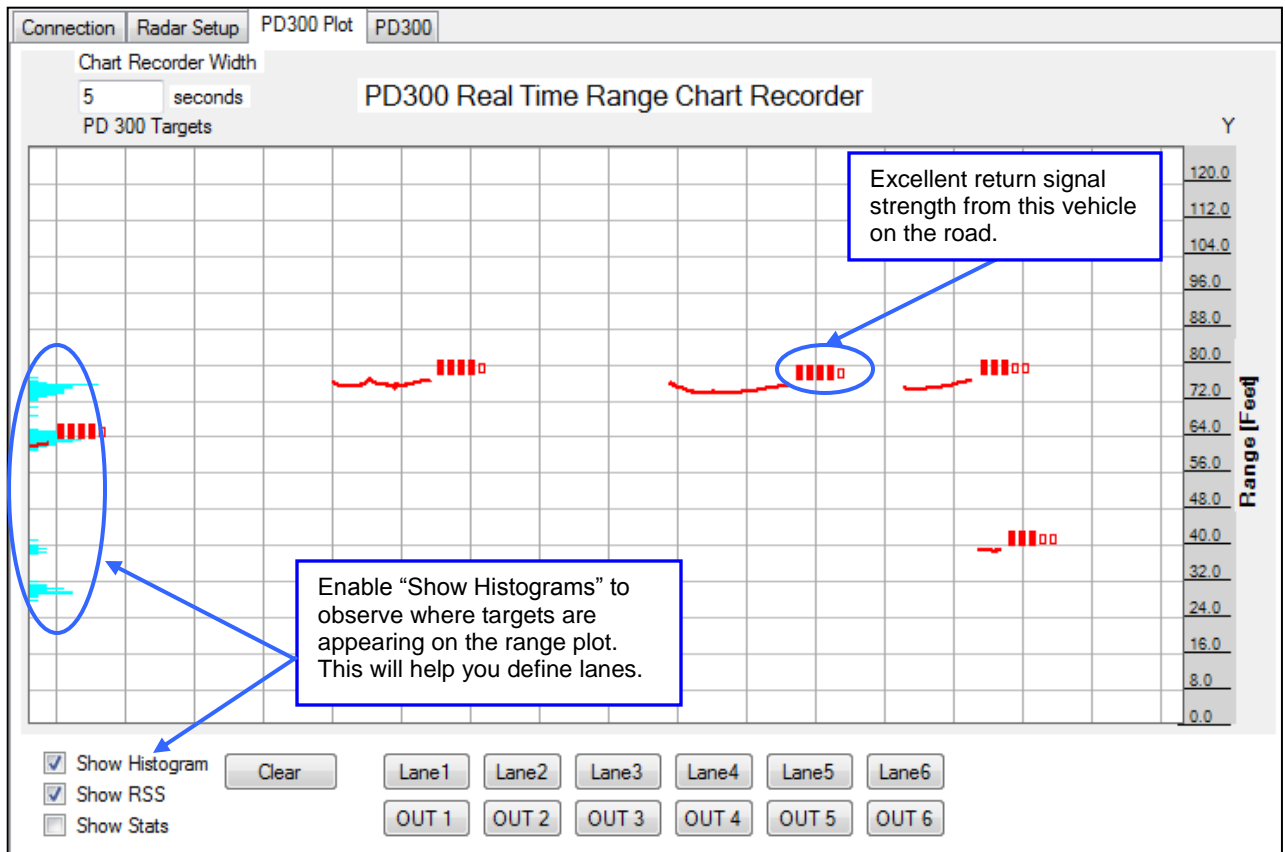 Connection Radar Setup PD300 Plot PD300
Chart Recorder Width
5 seconds
PD300 Real Time Range Chart Recorder
PD 300 Targets
Y
Excellent return signal
strength from this vehicle
on the road.
120.0
112.0
104.0
96.0
88.0
80.0
72.0
64.0
56.0
48.0
40.0
32.0
24.0
16.0
8.0
0.0
Range [Feet]
Enable “Show Histograms” to
observe where targets are
appearing on the range plot.
This will help you define lanes.
Show Histogram
Show RSS
Show Stats
Clear
Lane1 Lane2 Lane3 Lane4 Lane5 Lane6
OUT 1 OUT 2 OUT 3 OUT 4 OUT 5 OUT 6